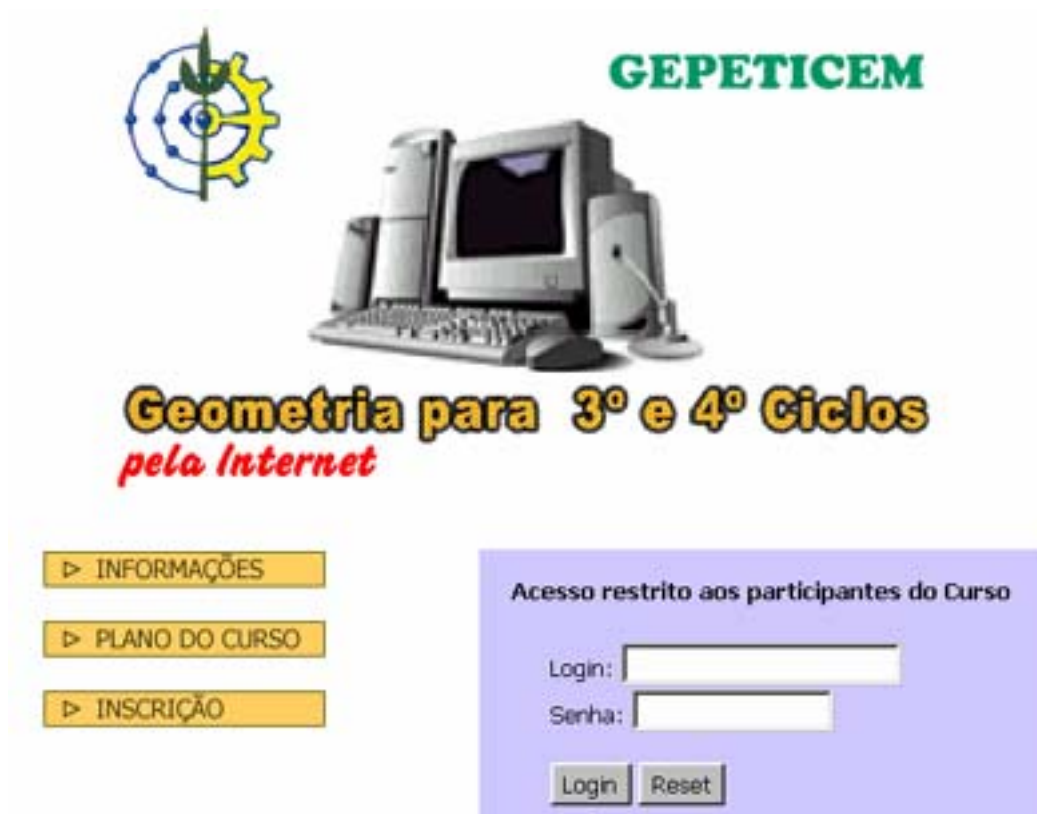 GEPETICEM
Geometria para 3º e 4º Ciclos
pela Internet
▷ INFORMAÇÕES
▷ PLANO DO CURSO
▷ INSCRIÇÃO
Acesso restrito aos participantes do Curso
Login:
Senha:
Login Reset